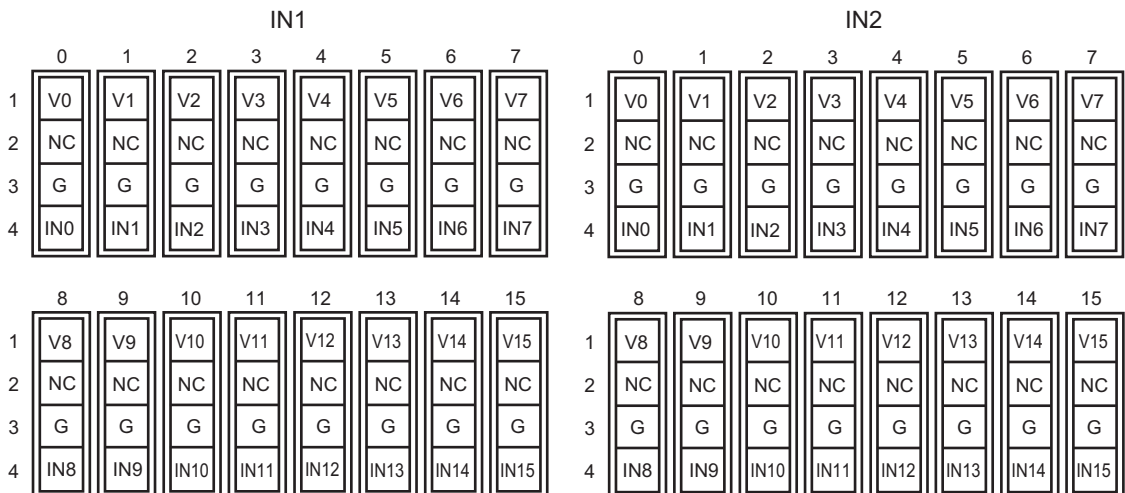 IN1
0 1 2 3 4 5 6 7
1 V0 V1 V2 V3 V4 V5 V6 V7
2 NC NC NC NC NC NC NC NC
3 G G G G G G G G
4 IN0 IN1 IN2 IN3 IN4 IN5 IN6 IN7
8 9 10 11 12 13 14 15
1 V8 V9 V10 V11 V12 V13 V14 V15
2 NC NC NC NC NC NC NC NC
3 G G G G G G G G
4 IN8 IN9 IN10 IN11 IN12 IN13 IN14 IN15
IN2
0 1 2 3 4 5 6 7
1 V0 V1 V2 V3 V4 V5 V6 V7
2 NC NC NC NC NC NC NC NC
3 G G G G G G G G
4 IN0 IN1 IN2 IN3 IN4 IN5 IN6 IN7
8 9 10 11 12 13 14 15
1 V8 V9 V10 V11 V12 V13 V14 V15
2 NC NC NC NC NC NC NC NC
3 G G G G G G G G
4 IN8 IN9 IN10 IN11 IN12 IN13 IN14 IN15